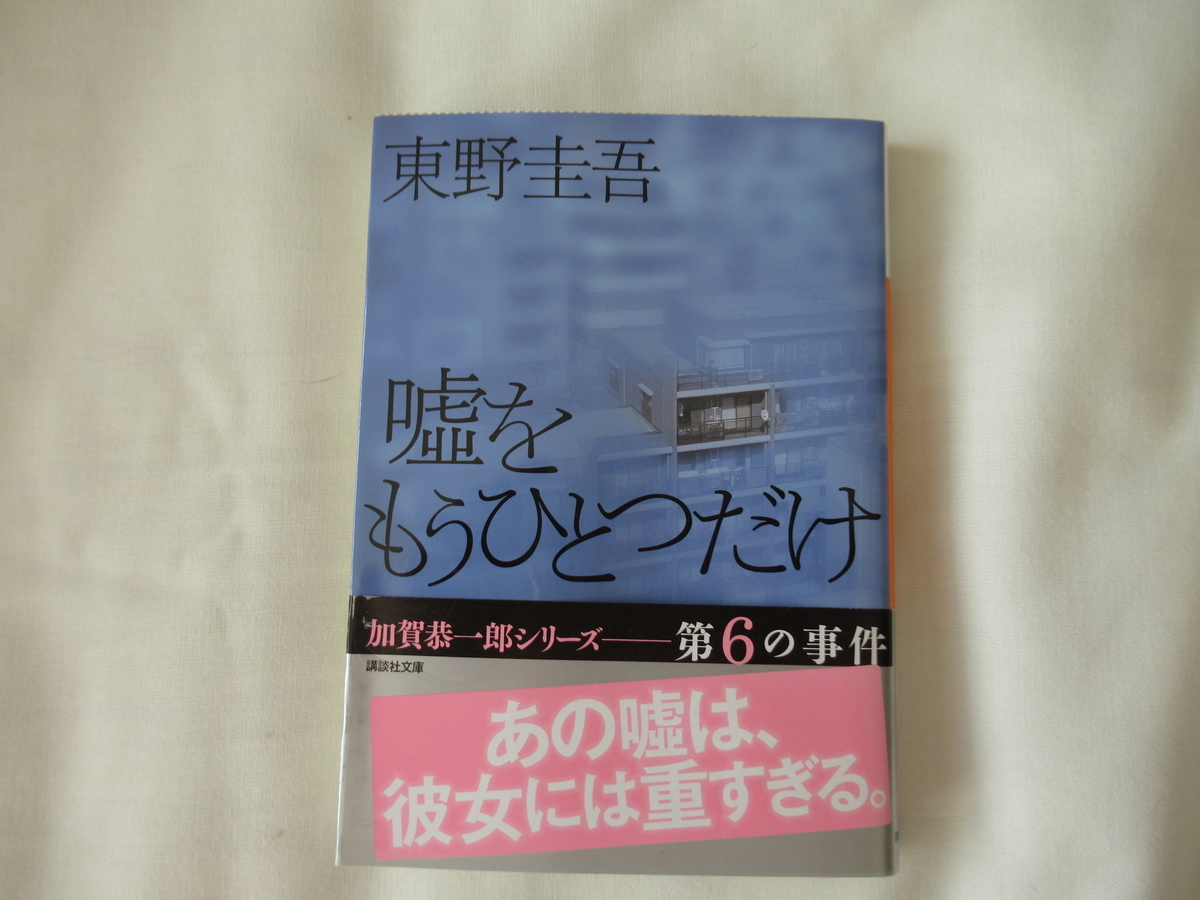 東野圭吾
嘘を
もうひとつだけ
加賀恭一郎シリーズ――第6の事件
講談社文庫
あの嘘は、
彼女には重すぎる。